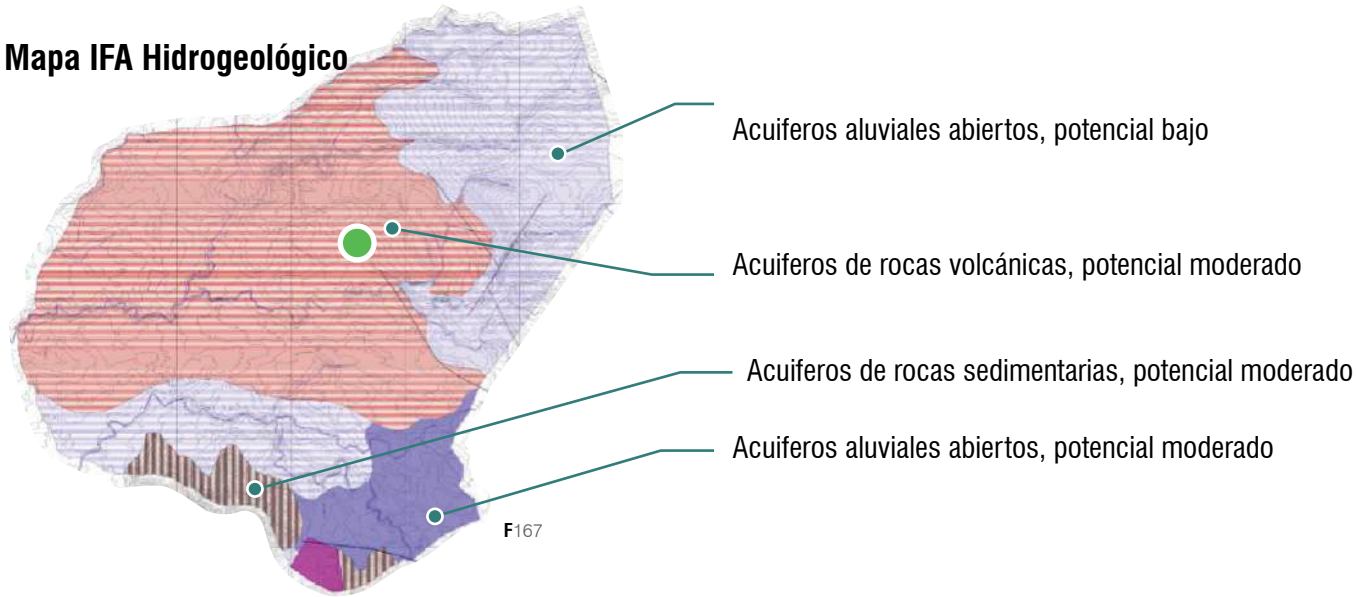 Mapa IFA Hidrogeológico
Acuiferos aluviales abiertos, potencial bajo
Acuiferos de rocas volcánicas, potencial moderado
Acuiferos de rocas sedimentarias, potencial moderado
Acuiferos aluviales abiertos, potencial moderado
F167